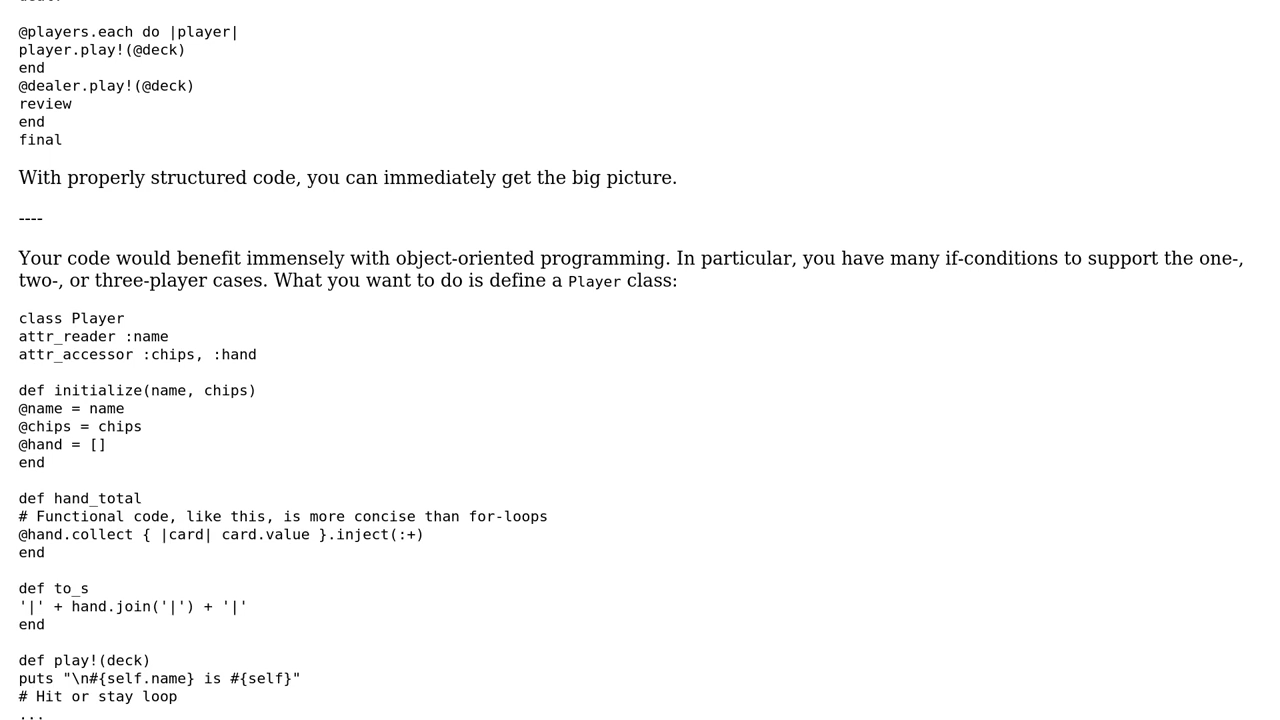 @players.each do |player|
player.play!(@deck)
end
@dealer.play!(@deck)
review
end
final
With properly structured code, you can immediately get the big picture.
----
Your code would benefit immensely with object-oriented programming. In particular, you have many if-conditions to support the one-,
two-, or three-player cases. What you want to do is define a Player class:
class Player
attr_reader :name
attr_accessor :chips, :hand
def initialize(name, chips)
@name = name
@chips = chips
@hand = []
end
def hand_total
# Functional code, like this, is more concise than for-loops
@hand.collect { |card| card.value }.inject(:+)
end
def to_s
'|' + hand.join('|') + '|'
end
def play!(deck)
puts "\n#{self.name} is #{self}"
# Hit or stay loop
...